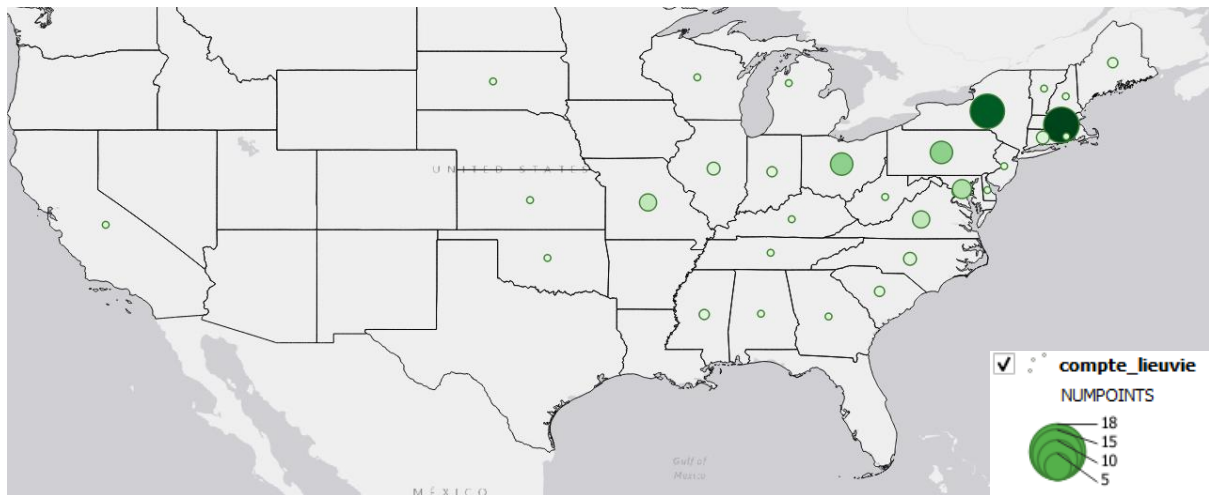 UNITED STATES
Gulf of
Mexico
MÉXICO
compte_lieuvie
NUMPOINTS
18
15
10
5